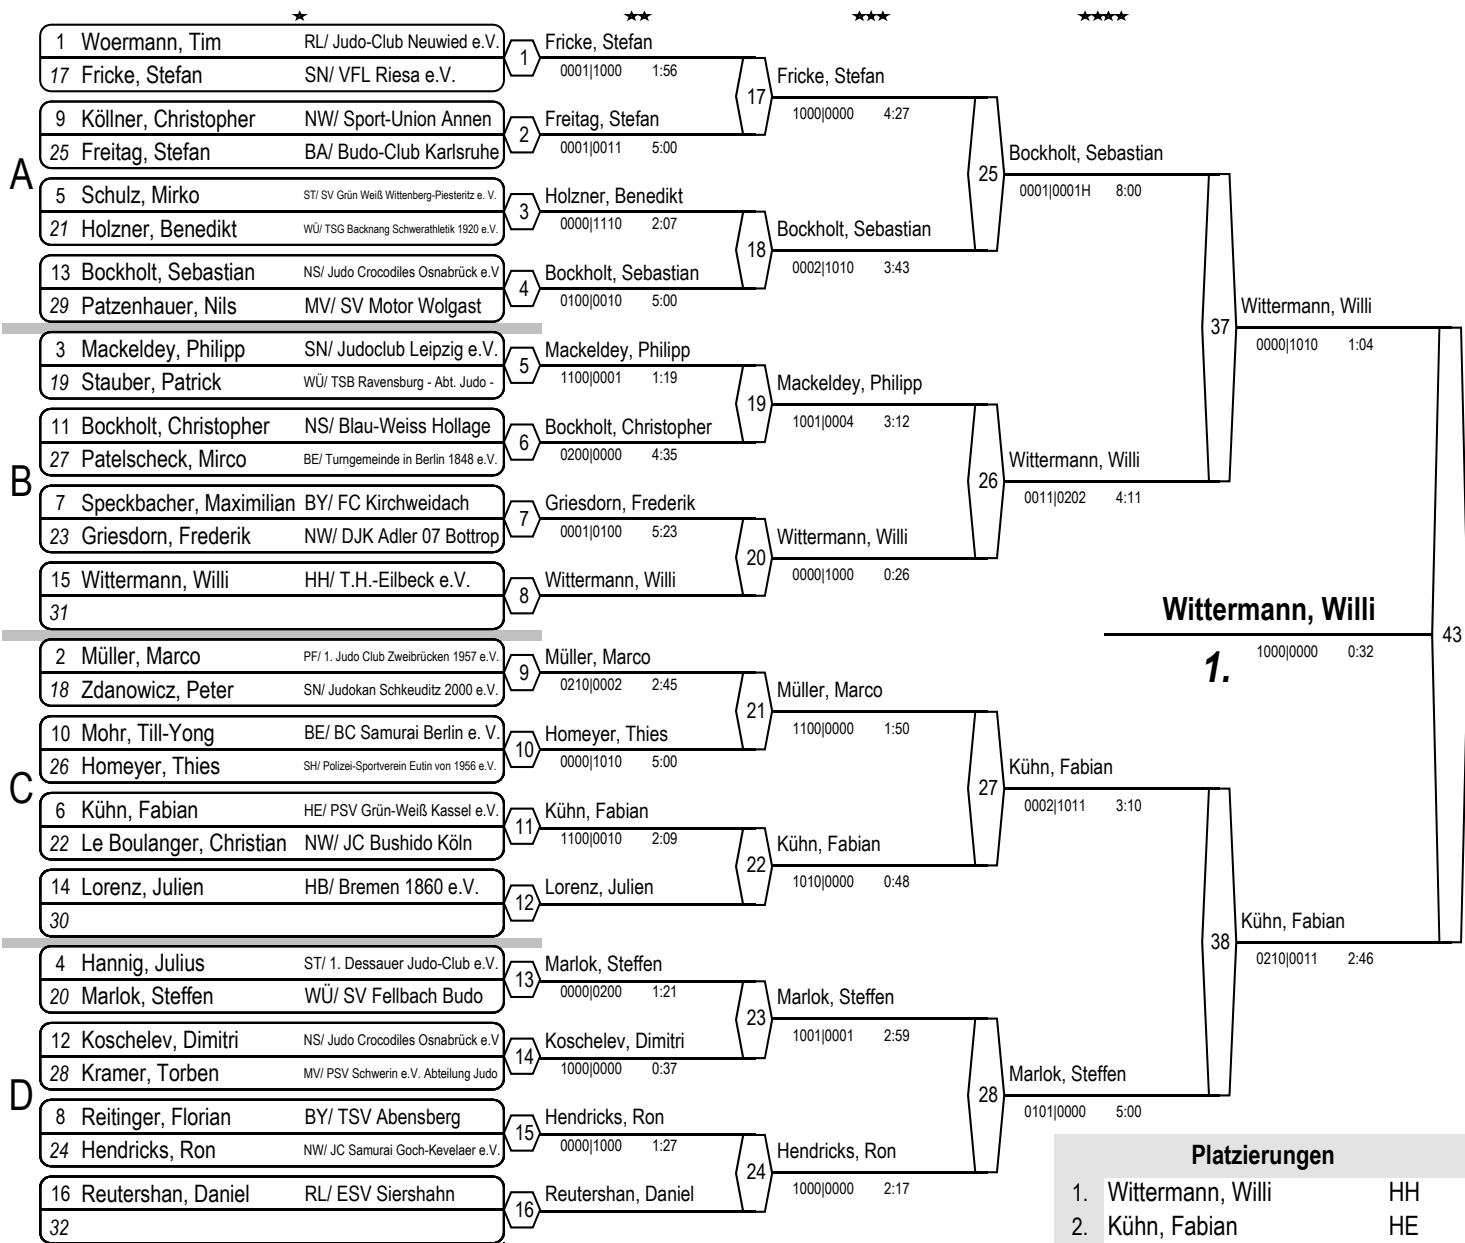 ★ ★★ ★★★ ★★★★
A
1 Woermann, Tim RL/ Judo-Club Neuwied e.V.
17 Fricke, Stefan SN/ VFL Riesa e.V.
9 Köllner, Christopher NW/ Sport-Union Annen
25 Freitag, Stefan BA/ Budo-Club Karlsruhe
5 Schulz, Mirko ST/ SV Grün Weiß Wittenberg-Piesteritz e. V.
21 Holzner, Benedikt WÜ/ TSG Backnang Schwerathletik 1920 e.V.
13 Bockholt, Sebastian NS/ Judo Crocodiles Osnabrück e.V
29 Patzenhauer, Nils MV/ SV Motor Wolgast
B
3 Mackeldey, Philipp SN/ Judoclub Leipzig e.V.
19 Stauber, Patrick WÜ/ TSB Ravensburg - Abt. Judo -
11 Bockholt, Christopher NS/ Blau-Weiss Hollage
27 Patelscheck, Mirco BE/ Turngemeinde in Berlin 1848 e.V.
7 Speckbacher, Maximilian BY/ FC Kirchweidach
23 Griesdorn, Frederik NW/ DJK Adler 07 Bottrop
15 Wittermann, Willi HH/ T.H.-Eilbeck e.V.
31
C
2 Müller, Marco PF/ 1. Judo Club Zweibrücken 1957 e.V.
18 Zdanowicz, Peter SN/ Judokan Schkeuditz 2000 e.V.
10 Mohr, Till-Yong BE/ BC Samurai Berlin e. V.
26 Homeyer, Thies SH/ Polizei-Sportverein Eutin von 1956 e.V.
6 Kühn, Fabian HE/ PSV Grün-Weiß Kassel e.V.
22 Le Boulanger, Christian NW/ JC Bushido Köln
14 Lorenz, Julien HB/ Bremen 1860 e.V.
30
D
4 Hannig, Julius ST/ 1. Dessauer Judo-Club e.V.
20 Marlok, Steffen WÜ/ SV Fellbach Budo
12 Koschelev, Dimitri NS/ Judo Crocodiles Osnabrück e.V
28 Kramer, Torben MV/ PSV Schwerin e.V. Abteilung Judo
8 Reitinger, Florian BY/ TSV Abensberg
24 Hendricks, Ron NW/ JC Samurai Goch-Kevelaer e.V.
16 Reutershan, Daniel RL/ ESV Siershahn
32
1 Fricke, Stefan
0001|1000 1:56
2 Freitag, Stefan
0001|0011 5:00
3 Holzner, Benedikt
0000|1110 2:07
4 Bockholt, Sebastian
0100|0010 5:00
5 Mackeldey, Philipp
1100|0001 1:19
6 Bockholt, Christopher
0200|0000 4:35
7 Griesdorn, Frederik
0001|0100 5:23
8 Wittermann, Willi
9 Müller, Marco
0210|0002 2:45
10 Homeyer, Thies
0000|1010 5:00
11 Kühn, Fabian
1100|0010 2:09
12 Lorenz, Julien
13 Marlok, Steffen
0000|0200 1:21
14 Koschelev, Dimitri
1000|0000 0:37
15 Hendricks, Ron
0000|1000 1:27
16 Reutershan, Daniel
17 Fricke, Stefan
1000|0000 4:27
18 Bockholt, Sebastian
0002|1010 3:43
19 Mackeldey, Philipp
1001|0004 3:12
20 Wittermann, Willi
0000|1000 0:26
21 Müller, Marco
1100|0000 1:50
22 Kühn, Fabian
1010|0000 0:48
23 Marlok, Steffen
1001|0001 2:59
24 Hendricks, Ron
1000|0000 2:17
25 Bockholt, Sebastian
0001|0001H 8:00
26 Wittermann, Willi
0011|0202 4:11
27 Kühn, Fabian
0002|1011 3:10
28 Marlok, Steffen
0101|0000 5:00
37 Wittermann, Willi
0000|1010 1:04
38 Kühn, Fabian
0210|0011 2:46
43
Wittermann, Willi
1. 1000|0000 0:32
Platzierungen
1. Wittermann, Willi HH
2. Kühn, Fabian HE